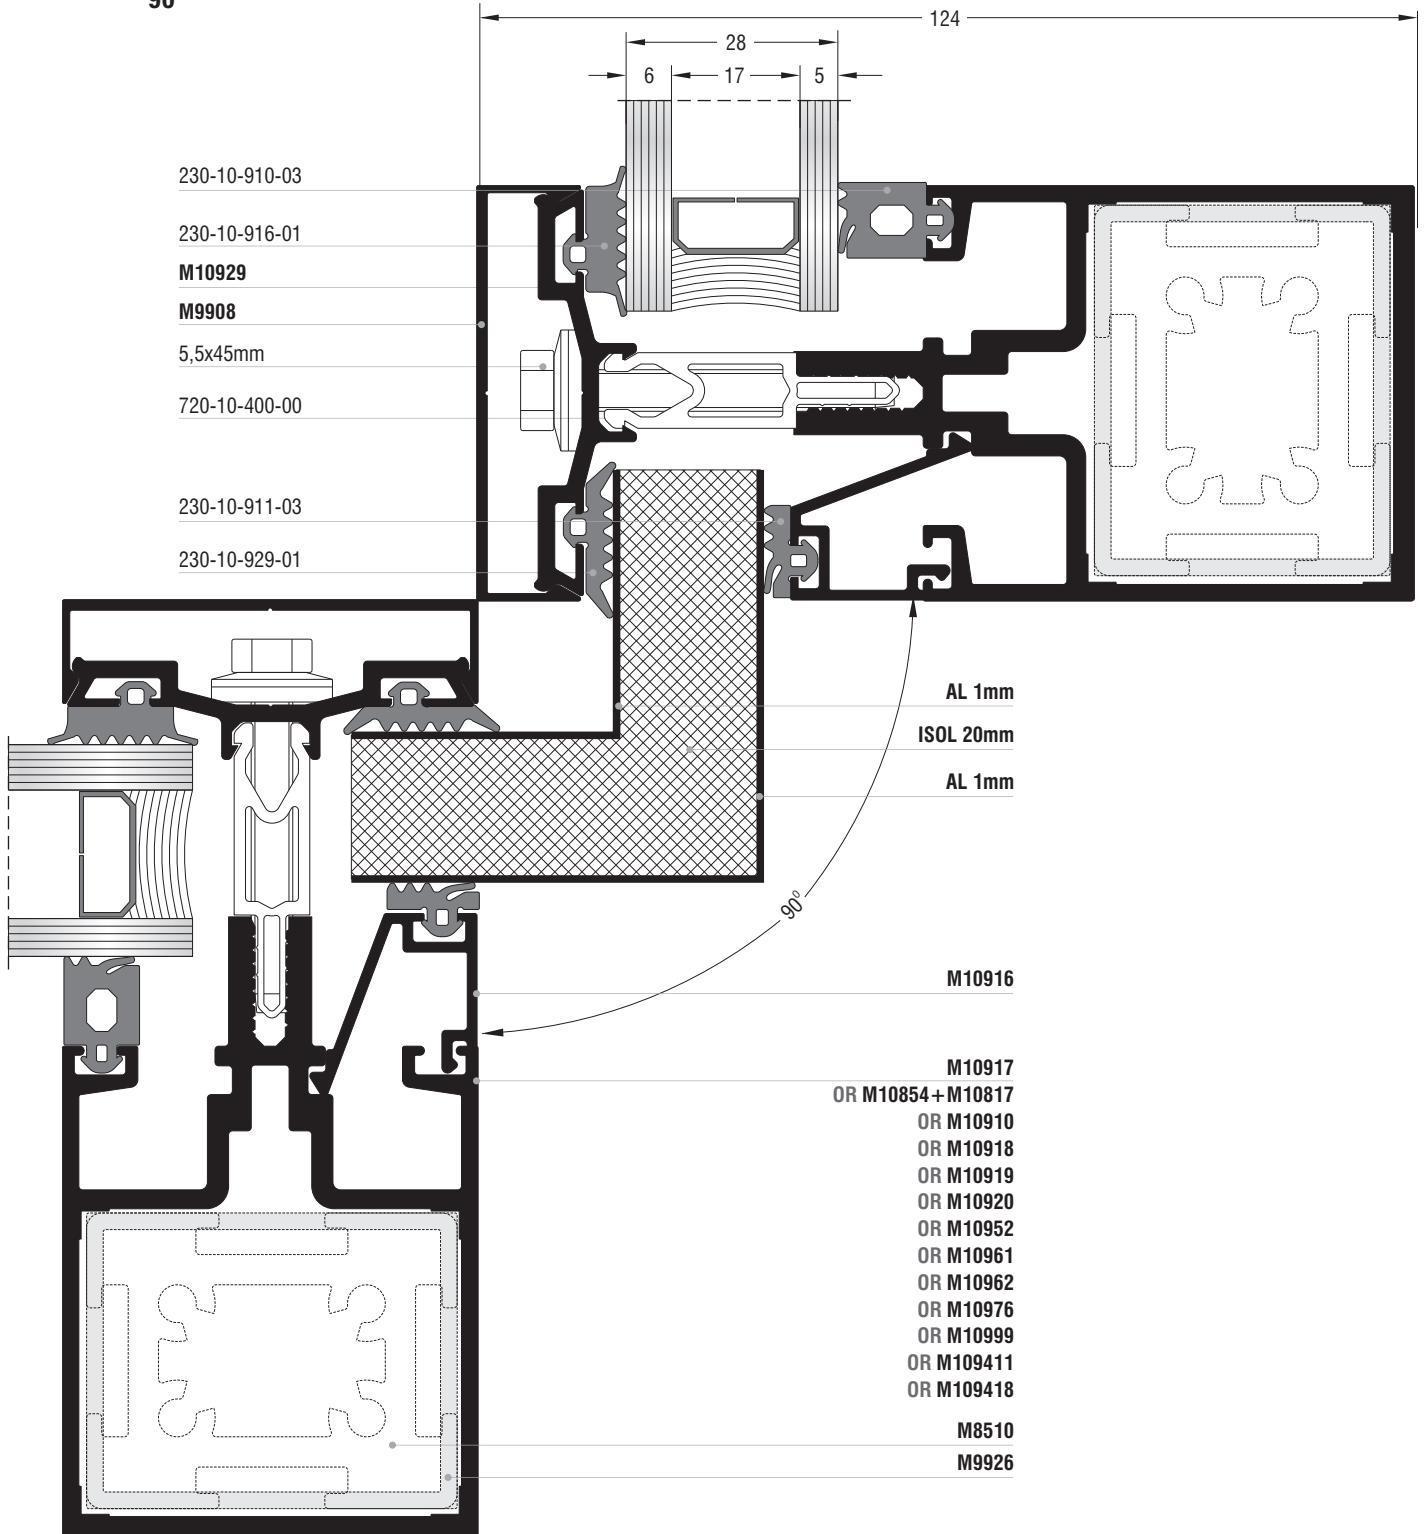 90
124
28
6 17 5
230-10-910-03
230-10-916-01
M10929
M9908
5,5x45mm
720-10-400-00
230-10-911-03
230-10-929-01
AL 1mm
ISOL 20mm
AL 1mm
90⁰
M10916
M10917
OR M10854+M10817
OR M10910
OR M10918
OR M10919
OR M10920
OR M10952
OR M10961
OR M10962
OR M10976
OR M10999
OR M109411
OR M109418
M8510
M9926